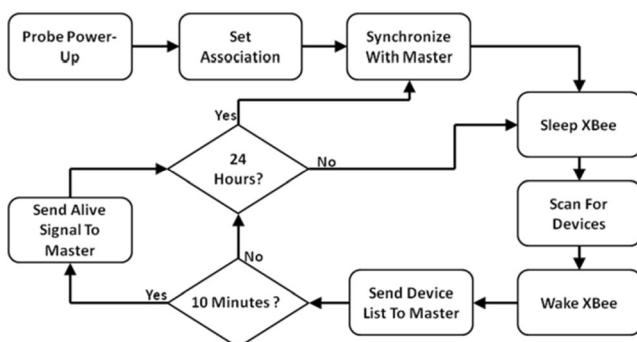 Probe Power-
Up
Set
Association
Synchronize
With Master
Sleep XBee
Scan For
Devices
Wake XBee
Send Device
List To Master
10 Minutes ?
Yes
No
Send Alive
Signal To
Master
24
Hours?
Yes
No